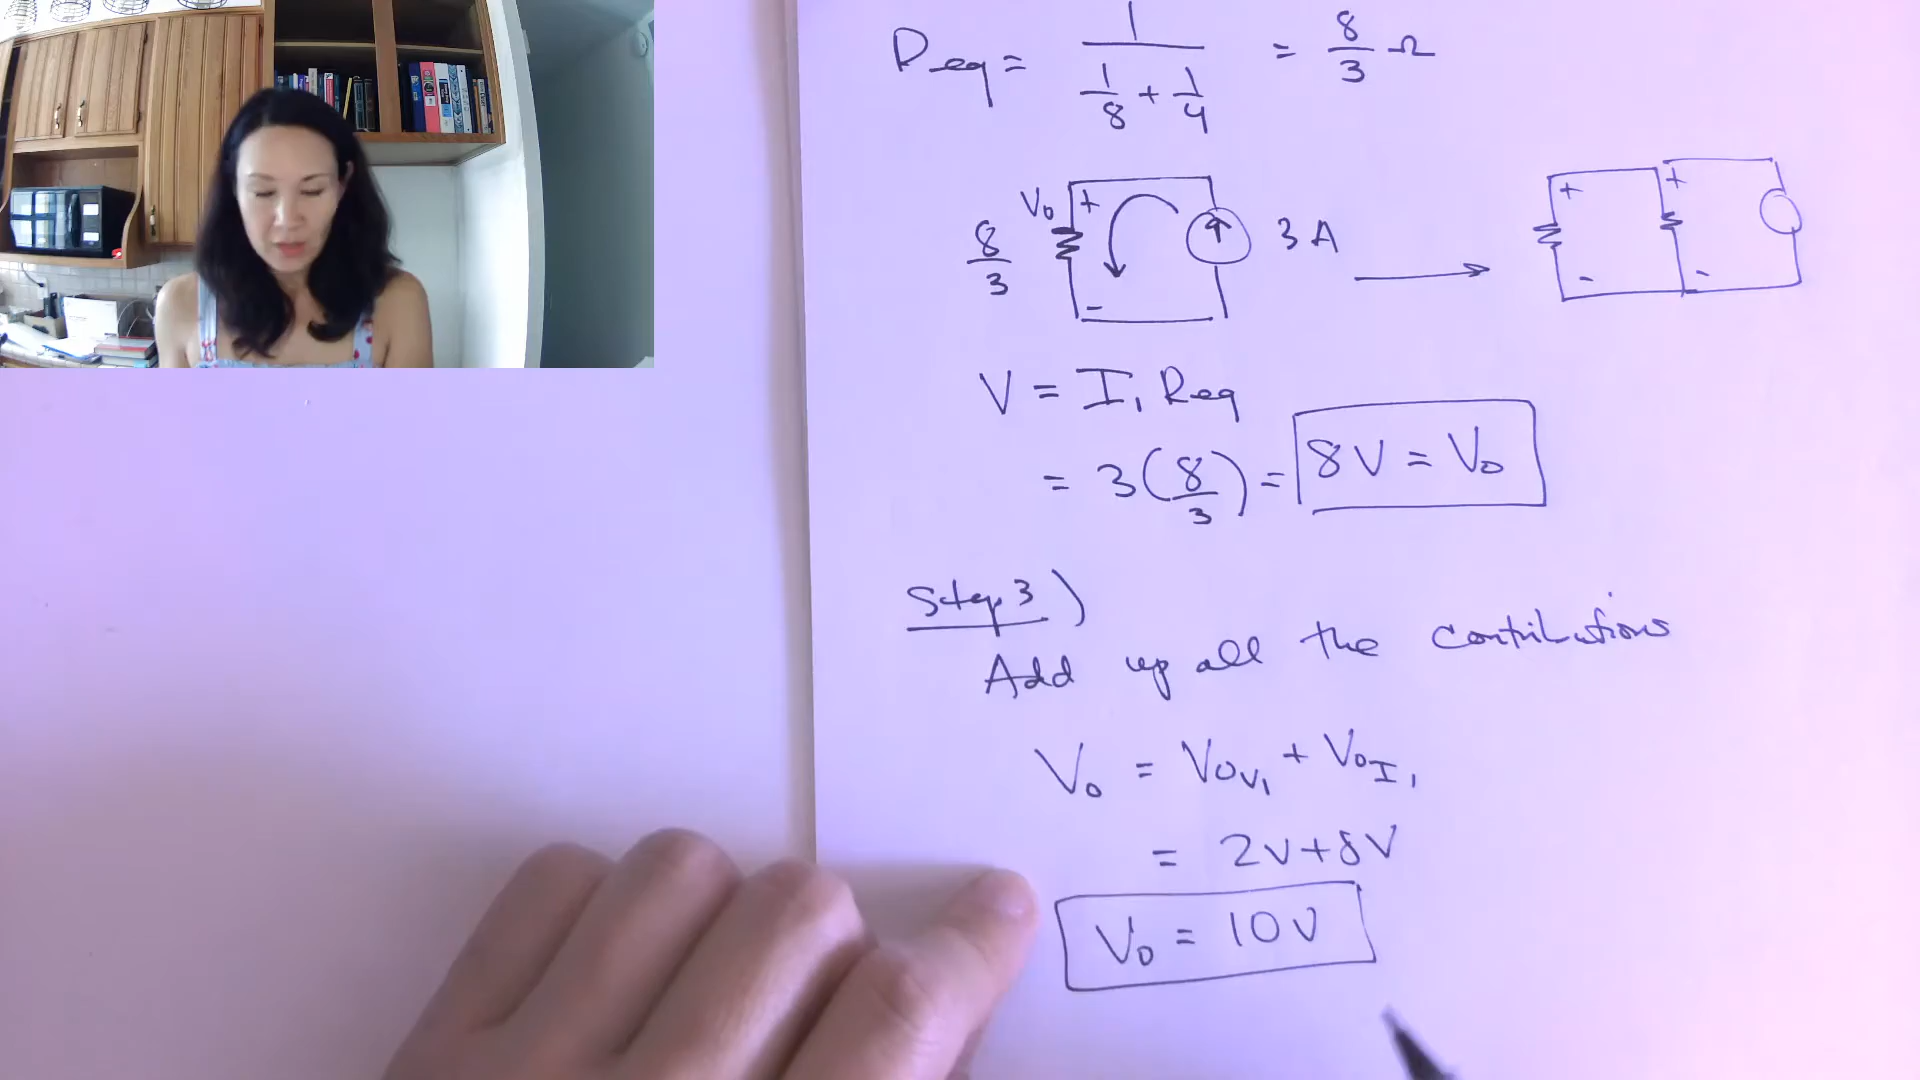 Req = 1 / (1/8 + 1/4) = 8/3 Ω
Vo + + +
8/3 3 A
- - -
V = I1 Req
= 3(8/3) = 8V = Vo
Step 3)
Add up all the contributions
Vo = VoV1 + VoI1
= 2V+8V
Vo = 10V